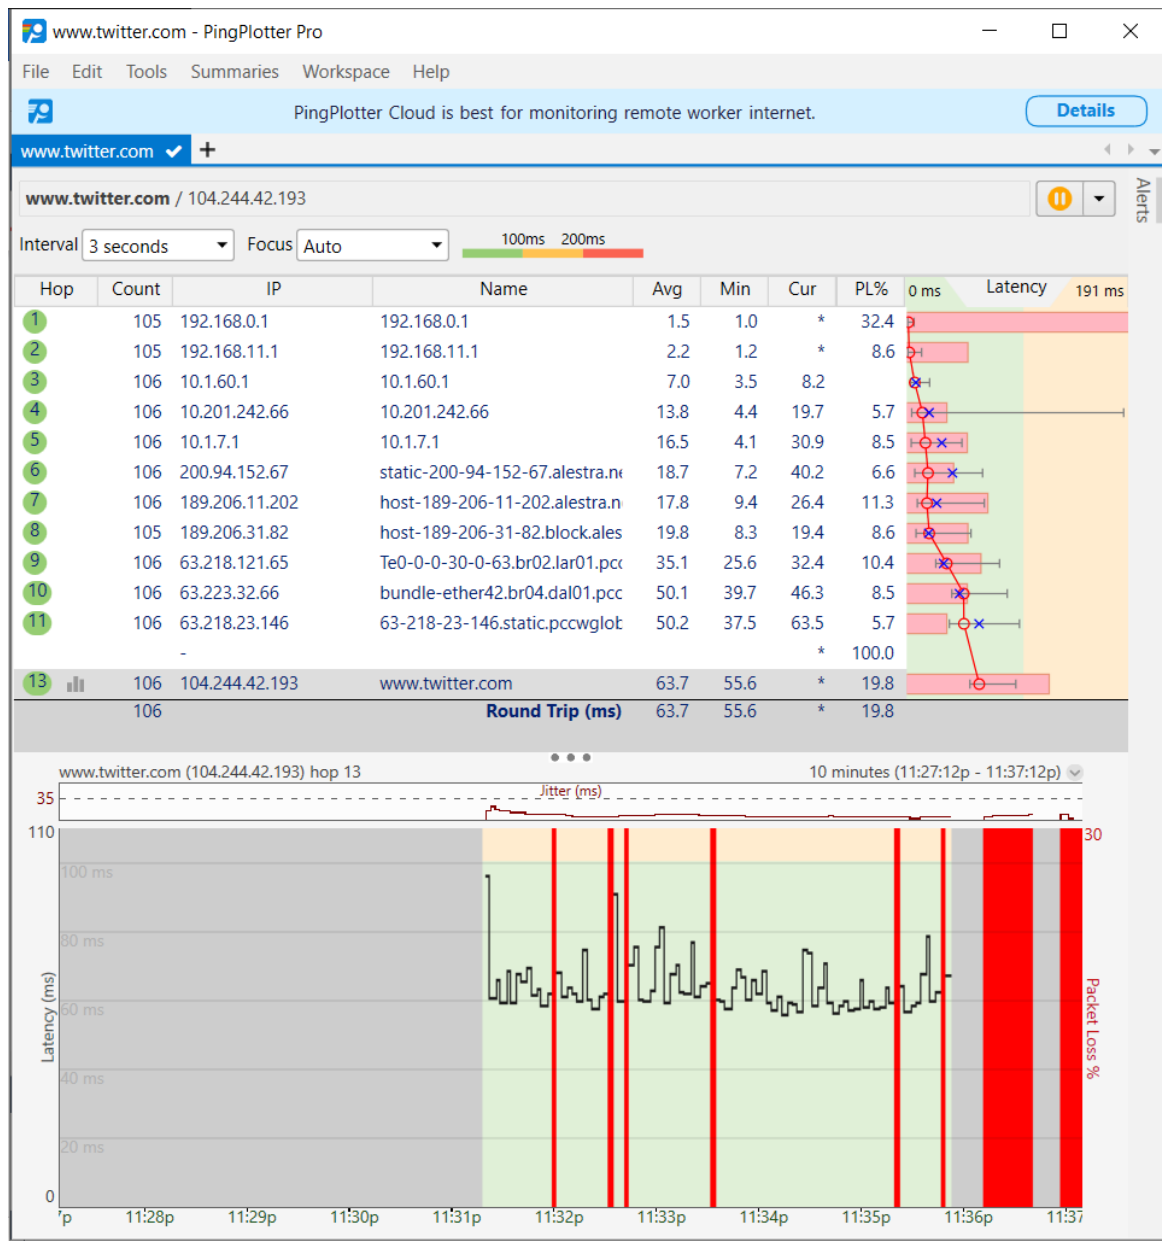 www.twitter.com - PingPlotter Pro
File Edit Tools Summaries Workspace Help
PingPlotter Cloud is best for monitoring remote worker internet. Details
www.twitter.com +
www.twitter.com / 104.244.42.193
Alerts
Interval 3 seconds Focus Auto 100ms 200ms
Hop Count IP Name Avg Min Cur PL% 0 ms Latency 191 ms
1 105 192.168.0.1 192.168.0.1 1.5 1.0 * 32.4
2 105 192.168.11.1 192.168.11.1 2.2 1.2 * 8.6
3 106 10.1.60.1 10.1.60.1 7.0 3.5 8.2
4 106 10.201.242.66 10.201.242.66 13.8 4.4 19.7 5.7
5 106 10.1.7.1 10.1.7.1 16.5 4.1 30.9 8.5
6 106 200.94.152.67 static-200-94-152-67.alestra.ne 18.7 7.2 40.2 6.6
7 106 189.206.11.202 host-189-206-11-202.alestra.n 17.8 9.4 26.4 11.3
8 105 189.206.31.82 host-189-206-31-82.block.ales 19.8 8.3 19.4 8.6
9 106 63.218.121.65 Te0-0-0-30-0-63.br02.lar01.pcc 35.1 25.6 32.4 10.4
10 106 63.223.32.66 bundle-ether42.br04.dal01.pcc 50.1 39.7 46.3 8.5
11 106 63.218.23.146 63-218-23-146.static.pccwglob 50.2 37.5 63.5 5.7
- * 100.0
13 106 104.244.42.193 www.twitter.com 63.7 55.6 * 19.8
106 Round Trip (ms) 63.7 55.6 * 19.8
www.twitter.com (104.244.42.193) hop 13 10 minutes (11:27:12p - 11:37:12p)
35 Jitter (ms)
110 30
100 ms
80 ms
60 ms
40 ms
20 ms
0
Latency (ms)
Packet Loss %
'p 11:28p 11:29p 11:30p 11:31p 11:32p 11:33p 11:34p 11:35p 11:36p 11:37